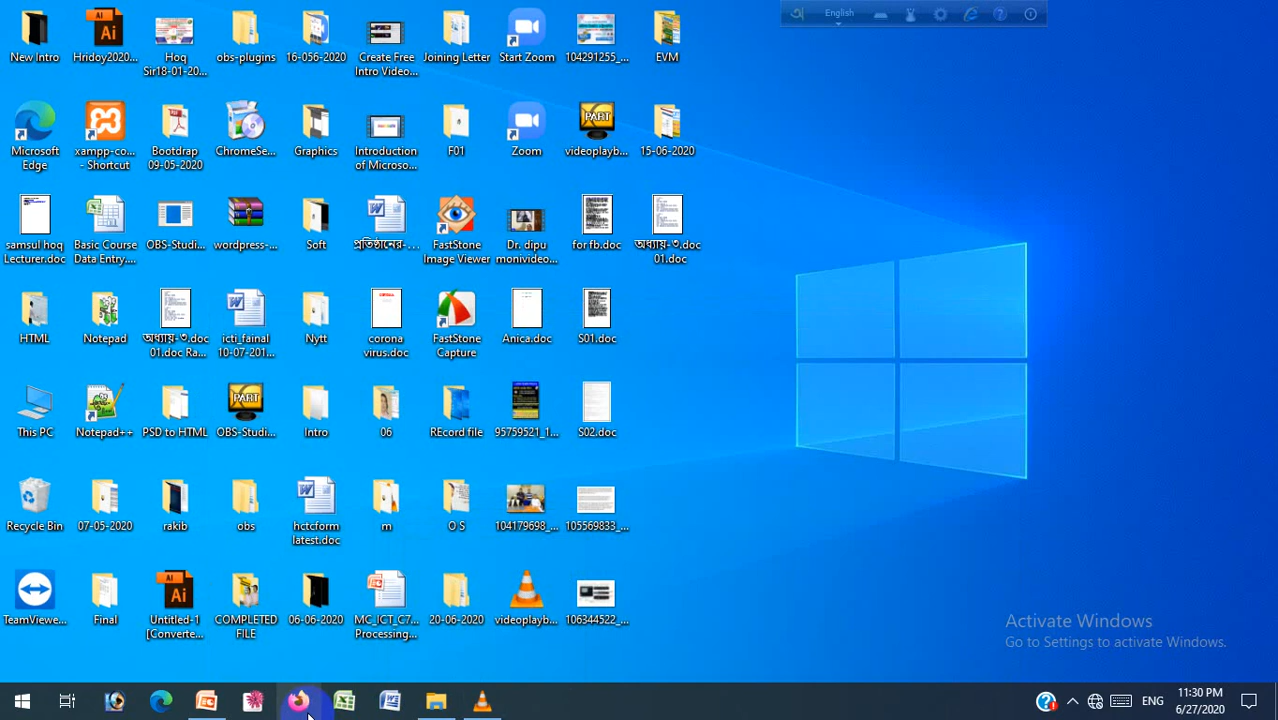 English
New Intro
Hridoy2020...
Hoq
Sir18-01-20...
obs-plugins
16-056-2020
Create Free
Intro Video...
Joining Letter
Start Zoom
104291255_...
EVM
Microsoft
Edge
xampp-co...
- Shortcut
Bootdrap
09-05-2020
ChromeSe...
Graphics
Introduction
of Microso...
F01
Zoom
videoplayb...
15-06-2020
samsul hoq
Lecturer.doc
Basic Course
Data Entry....
OBS-Studi...
wordpress-...
Soft
প্রতিষ্ঠানের-...
FastStone
Image Viewer
Dr. dipu
monivideo...
for fb.doc
অধ্যায়-৩.doc
01.doc
HTML
Notepad
অধ্যায়-৩.doc
01.doc Ra...
icti_fainal
10-07-201...
Nytt
corona
virus.doc
FastStone
Capture
Anica.doc
S01.doc
This PC
Notepad++
PSD to HTML
OBS-Studi...
Intro
06
REcord file
95759521_1...
S02.doc
Recycle Bin
07-05-2020
rakib
obs
hctcform
latest.doc
m
O S
104179698_...
105569833_...
TeamViewe...
Final
Untitled-1
[Converte...
COMPLETED
FILE
06-06-2020
MC_ICT_C7...
Processing...
20-06-2020
videoplayb...
106344522_...
Activate Windows
Go to Settings to activate Windows.
ENG
11:30 PM
6/27/2020